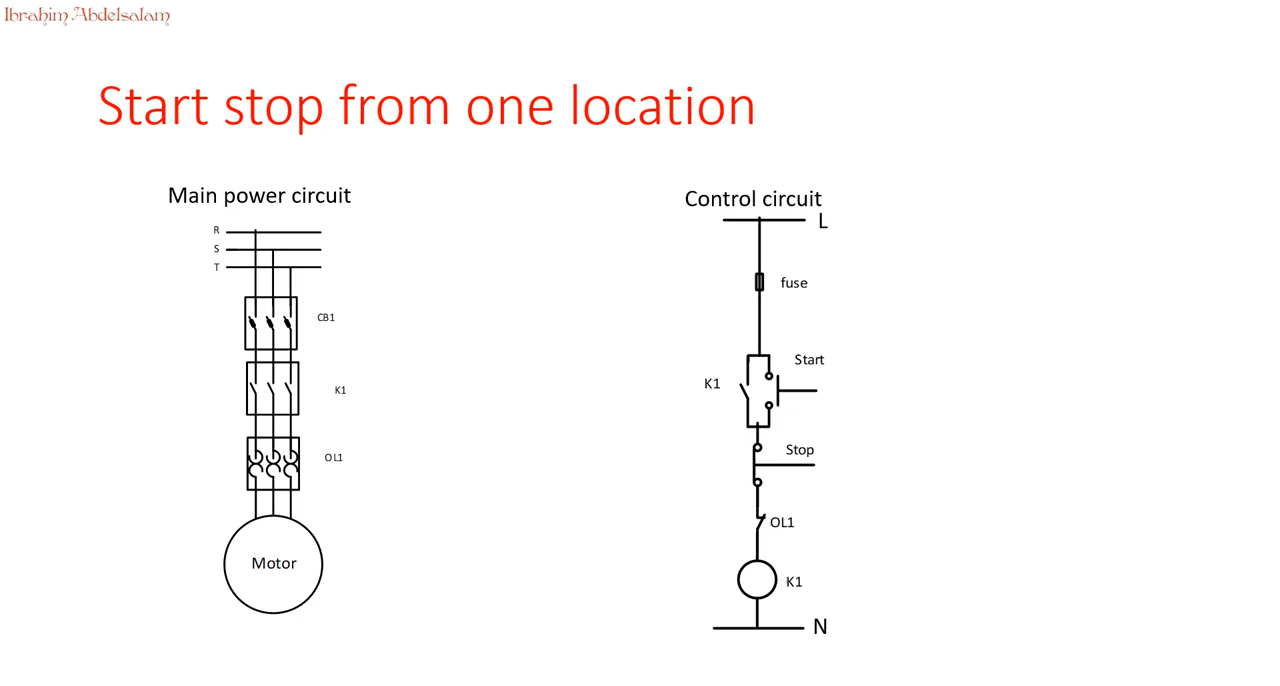 Ibrahim Abdelsalam
Start stop from one location
Main power circuit
R
S
T
CB1
K1
OL1
Motor
Control circuit
L
fuse
Start
K1
Stop
OL1
K1
N